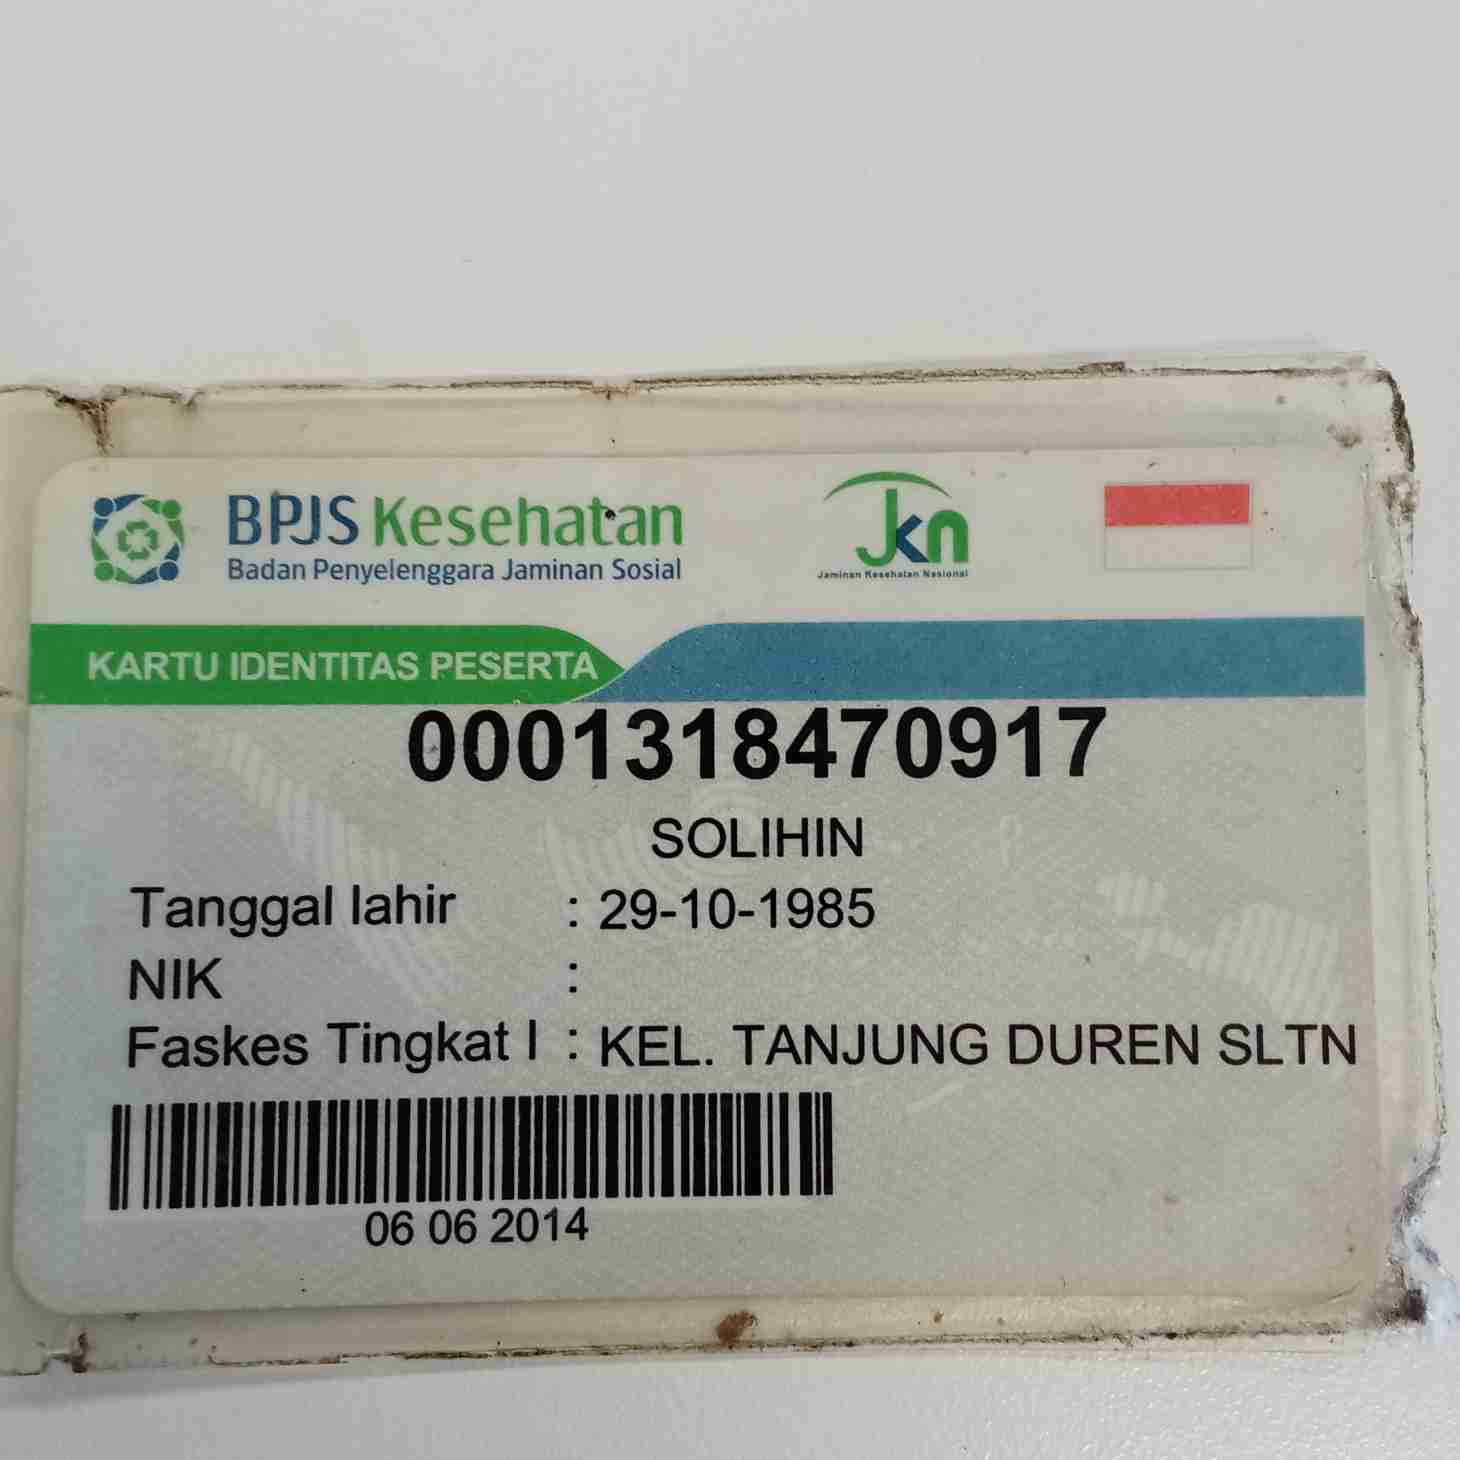 BPJS Kesehatan
Badan Penyelenggara Jaminan Sosial
Jkn
Jaminan Kesehatan Nasional
KARTU IDENTITAS PESERTA
0001318470917
SOLIHIN
Tanggal lahir : 29-10-1985
NIK :
Faskes Tingkat I : KEL. TANJUNG DUREN SLTN
06 06 2014